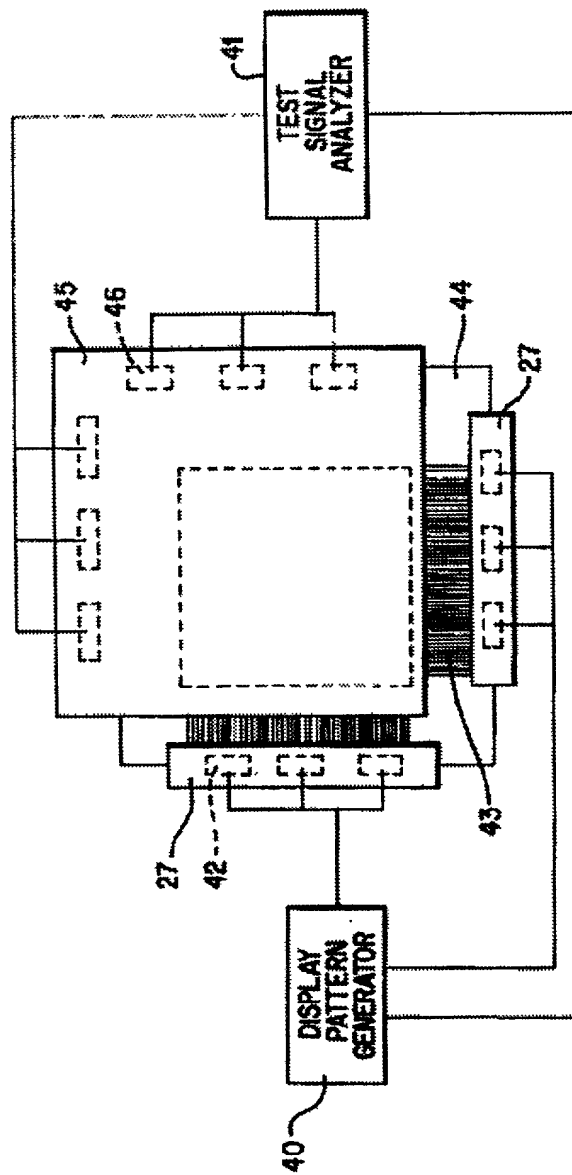 41
TEST
SIGNAL
ANALYZER
45
46
44
27
27
42
43
DISPLAY
PATTERN
GENERATOR
40